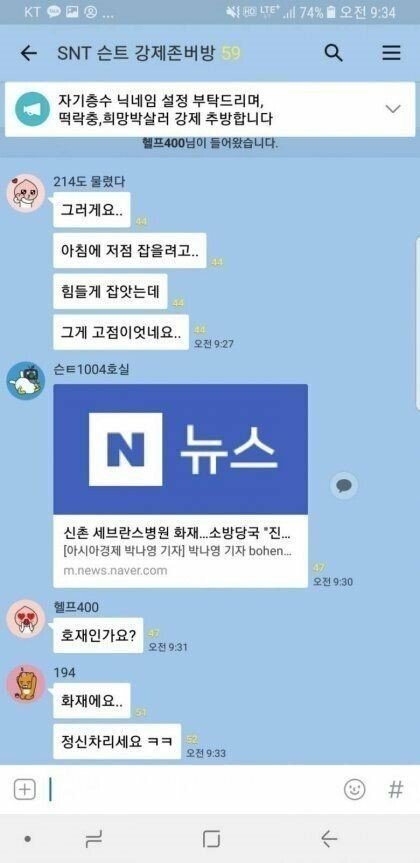 KT ... HD LTE+ 74% 오전 9:34
SNT 슨트 강제존버방 59
자기층수 닉네임 설정 부탁드리며,
떡락충,희망박살러 강제 추방합니다
헬프400님이 들어왔습니다.
214도 물렸다
그러게요..
44
아침에 저점 잡을려고..
44
힘들게 잡앗는데
44
그게 고점이엇네요..
44
오전 9:27
슨트1004호실
N 뉴스
신촌 세브란스병원 화재...소방당국 "진...
[아시아경제 박나영 기자] 박나영 기자 bohen...
m.news.naver.com
47
오전 9:30
헬프400
호재인가요?
47
오전 9:31
194
화재에요..
51
정신차리세요 ㅋㅋ
52
오전 9:33
#